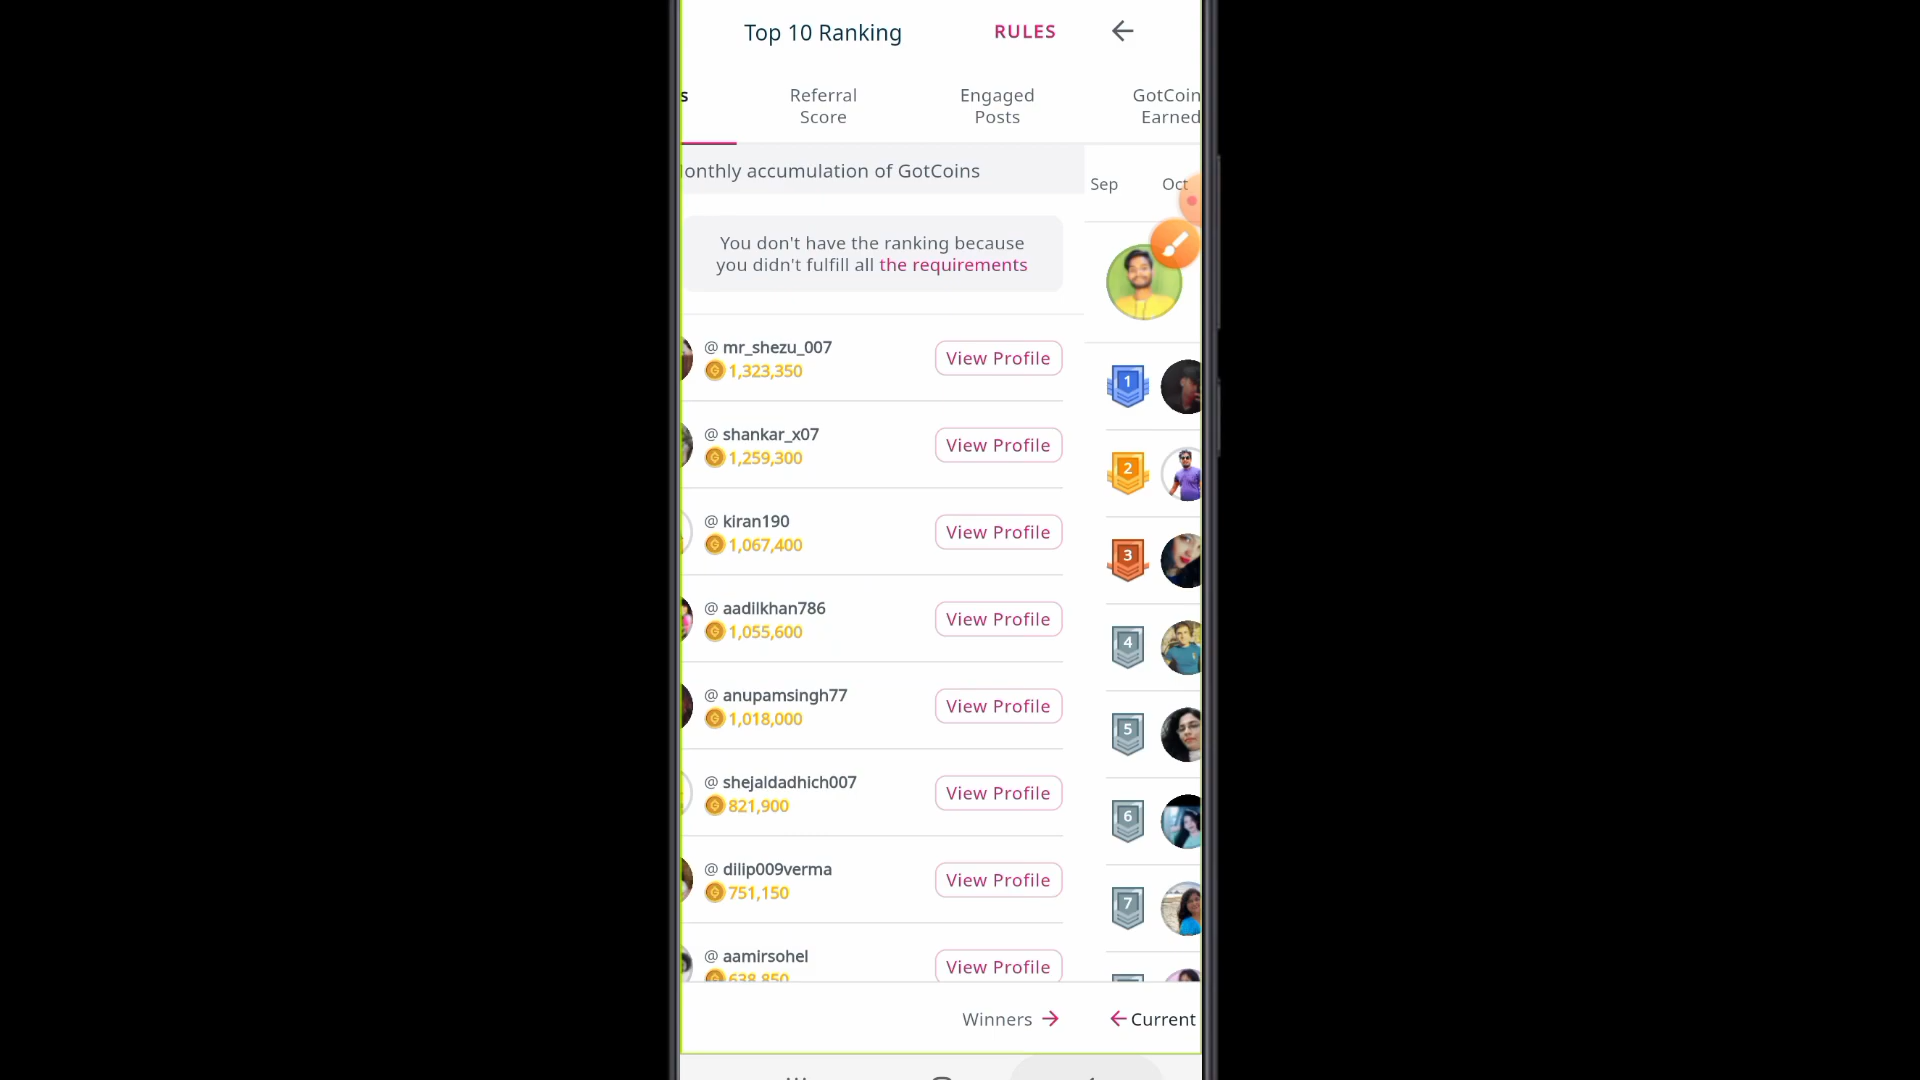 Top 10 Ranking
RULES
s
Referral
Score
Engaged
Posts
GotCoin
Earned
onthly accumulation of GotCoins
Sep
Oct
You don't have the ranking because
you didn't fulfill all the requirements
@ mr_shezu_007
1,323,350
View Profile
@ shankar_x07
1,259,300
View Profile
@ kiran190
1,067,400
View Profile
@ aadilkhan786
1,055,600
View Profile
@ anupamsingh77
1,018,000
View Profile
@ shejaldadhich007
821,900
View Profile
@ dilip009verma
751,150
View Profile
@ aamirsohel
638,850
View Profile
1
2
3
4
5
6
7
Winners
Current